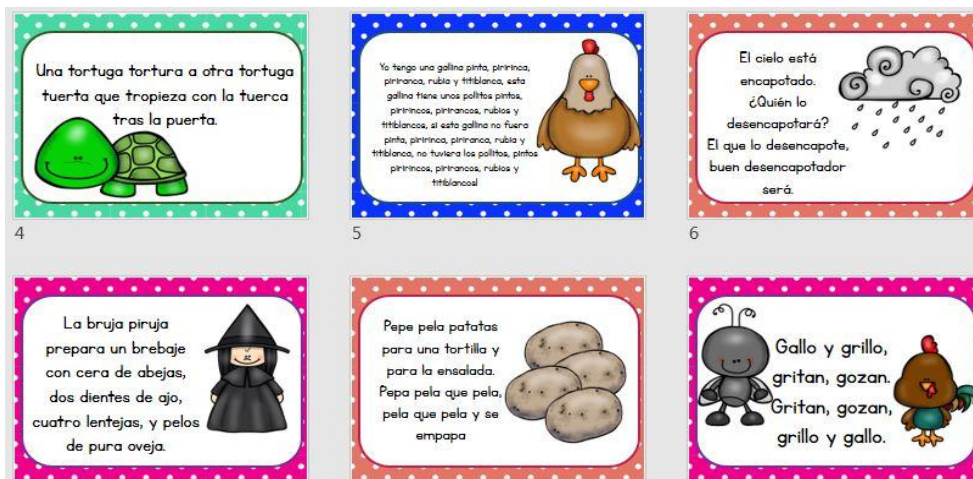 Una tortuga tortura a otra tortuga
tuerta que tropieza con la tuerca
tras la puerta.
4
Yo tengo una gallina pinta, piririnca,
piriranca, rubia y titiblanca, esta
gallina tiene unos pollitos pintos,
piririncos, pirirancos, rubios y
titiblancos, si esta gallina no fuera
pinta, piririnca, piriranca, rubia y
titiblanca, no tuviera los pollitos, pintos
piririncos, pirirancos, rubios y
titiblancos!
5
El cielo está
encapotado.
¿Quién lo
desencapotará?
El que lo desencapote,
buen desencapotador
será.
6
La bruja piruja
prepara un brebaje
con cera de abejas,
dos dientes de ajo,
cuatro lentejas, y pelos
de pura oveja.
Pepe pela patatas
para una tortilla y
para la ensalada.
Pepa pela que pela,
pela que pela y se
empapa
Gallo y grillo,
gritan, gozan.
Gritan, gozan,
grillo y gallo.